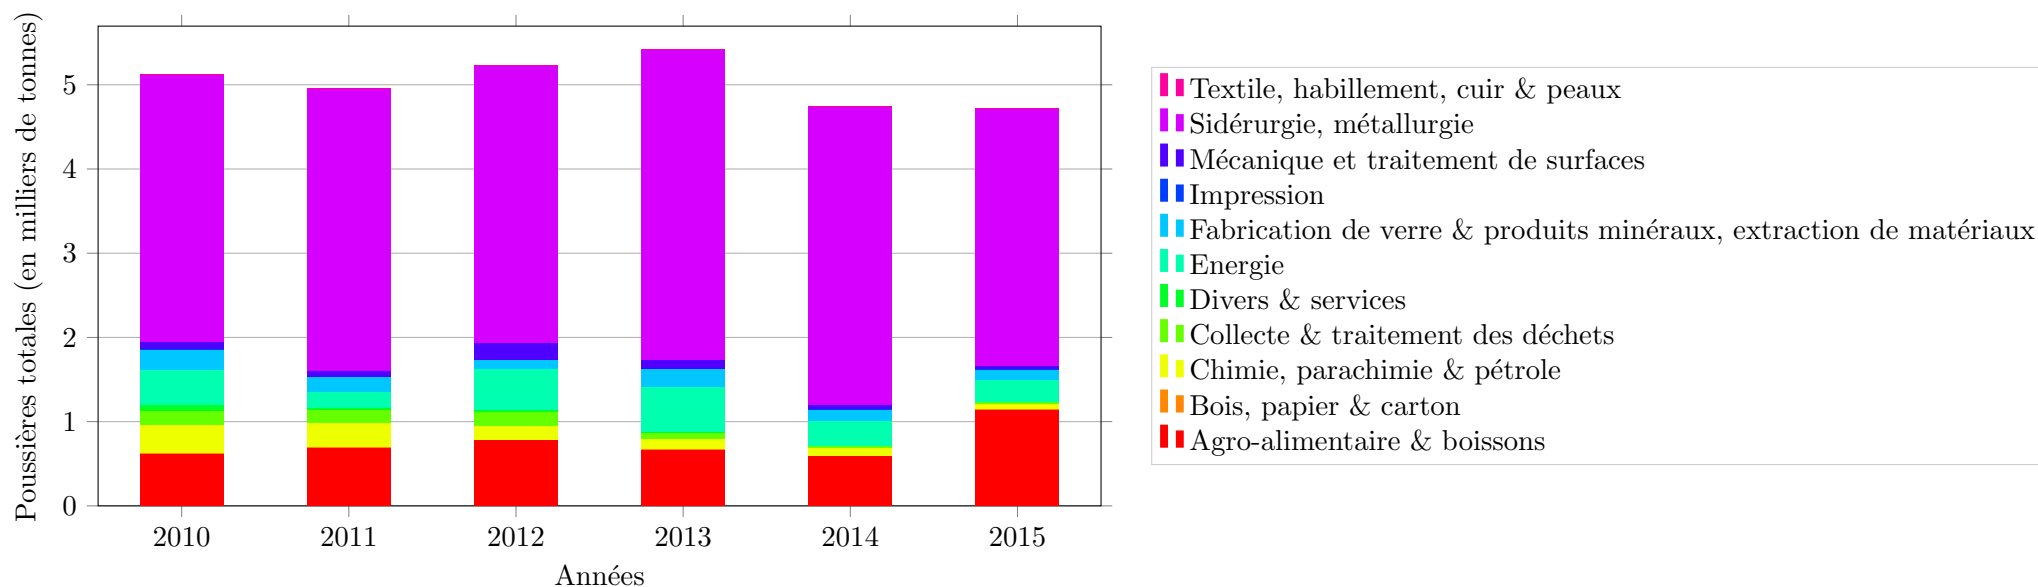 Poussières totales (en milliers de tonnes)
5
4
3
2
1
0
2010 2011 2012 2013 2014 2015
Années
Textile, habillement, cuir & peaux
Sidérurgie, métallurgie
Mécanique et traitement de surfaces
Impression
Fabrication de verre & produits minéraux, extraction de matériaux
Energie
Divers & services
Collecte & traitement des déchets
Chimie, parachimie & pétrole
Bois, papier & carton
Agro-alimentaire & boissons